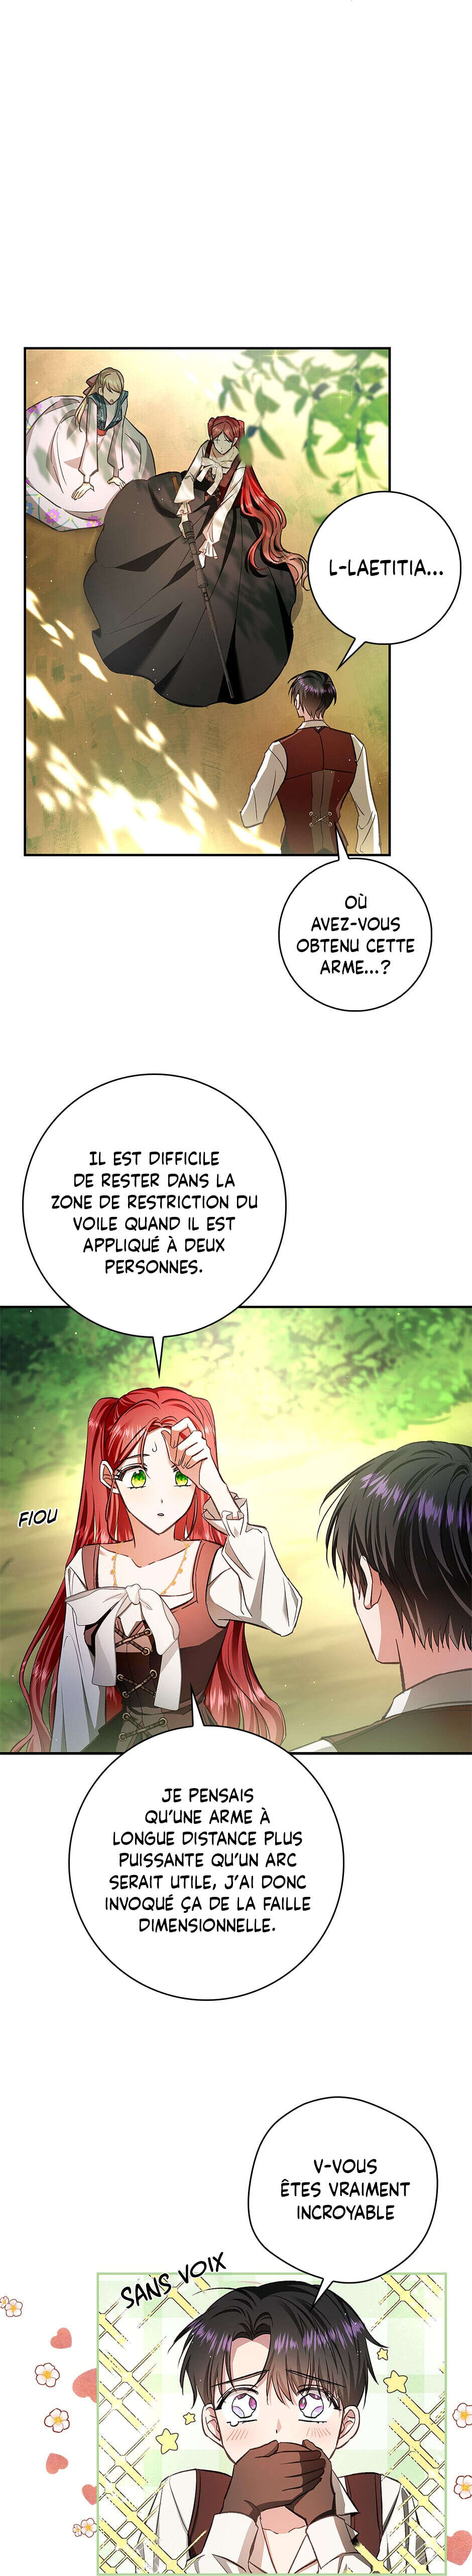 L-LAETITIA...
OÙ
AVEZ-VOUS
OBTENU CETTE
ARME...?
IL EST DIFFICILE
DE RESTER DANS LA
ZONE DE RESTRICTION DU
VOILE QUAND IL EST
APPLIQUÉ À DEUX
PERSONNES.
FIOU
JE PENSAIS
QU'UNE ARME À
LONGUE DISTANCE PLUS
PUISSANTE QU'UN ARC
SERAIT UTILE, J'AI DONC
INVOQUÉ ÇA DE LA FAILLE
DIMENSIONNELLE.
V-VOUS
ÊTES VRAIMENT
INCROYABLE
SANS VOIX